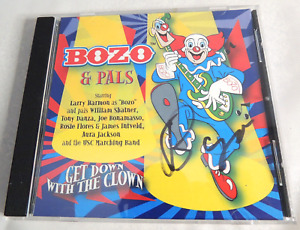 BOZO
& PALS
Starring
Larry Harmon as "Bozo"
and pals William Shatner,
Tony Danza, Joe Bonamasso,
Rosie Flores & James Intveld,
Aura Jackson
and the USC Marching Band
GET DOWN
WITH THE CLOWN